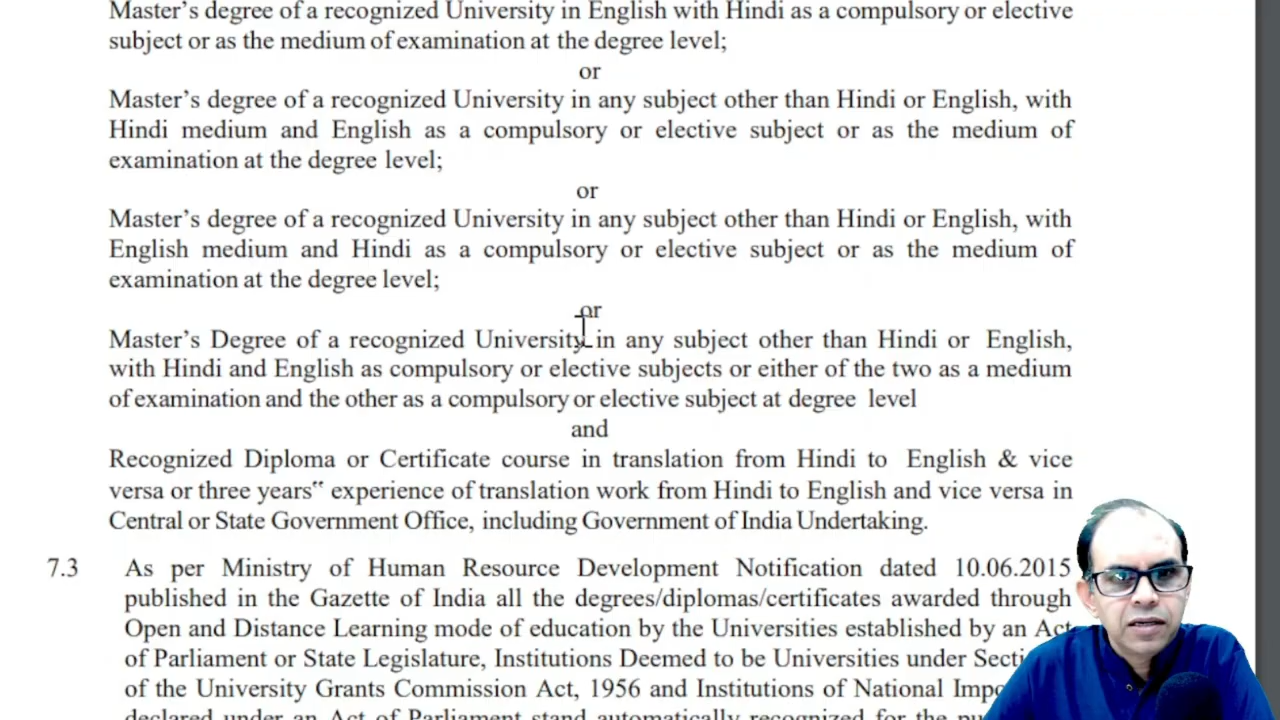 Master's degree of a recognized University in English with Hindi as a compulsory or elective
subject or as the medium of examination at the degree level;
or
Master's degree of a recognized University in any subject other than Hindi or English, with
Hindi medium and English as a compulsory or elective subject or as the medium of
examination at the degree level;
or
Master's degree of a recognized University in any subject other than Hindi or English, with
English medium and Hindi as a compulsory or elective subject or as the medium of
examination at the degree level;
or
Master's Degree of a recognized University in any subject other than Hindi or English,
with Hindi and English as compulsory or elective subjects or either of the two as a medium
of examination and the other as a compulsory or elective subject at degree level
and
Recognized Diploma or Certificate course in translation from Hindi to English & vice
versa or three years‟ experience of translation work from Hindi to English and vice versa in
Central or State Government Office, including Government of India Undertaking.
7.3 As per Ministry of Human Resource Development Notification dated 10.06.2015
published in the Gazette of India all the degrees/diplomas/certificates awarded through
Open and Distance Learning mode of education by the Universities established by an Act
of Parliament or State Legislature, Institutions Deemed to be Universities under
of the University Grants Commission Act, 1956 and Institutions of National
declared under an Act of Parliament stand automatically recognized for the